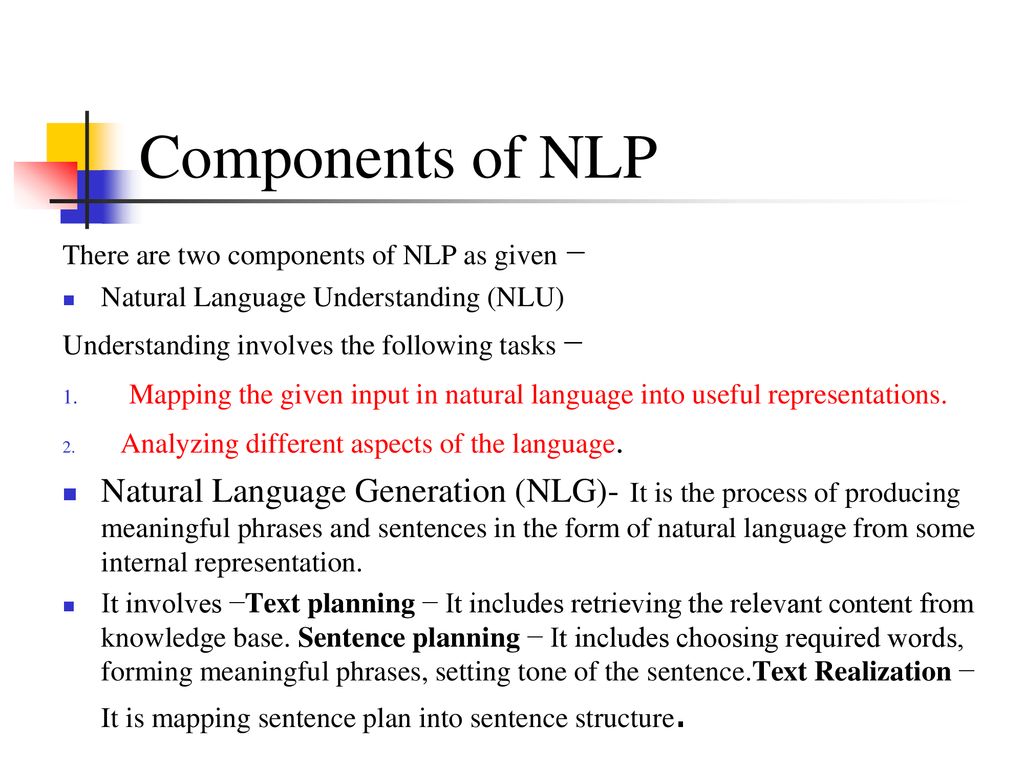 Components of NLP
There are two components of NLP as given −
■ Natural Language Understanding (NLU)
Understanding involves the following tasks −
1. Mapping the given input in natural language into useful representations.
2. Analyzing different aspects of the language.
■ Natural Language Generation (NLG)- It is the process of producing
meaningful phrases and sentences in the form of natural language from some
internal representation.
■ It involves −Text planning − It includes retrieving the relevant content from
knowledge base. Sentence planning − It includes choosing required words,
forming meaningful phrases, setting tone of the sentence.Text Realization −
It is mapping sentence plan into sentence structure.